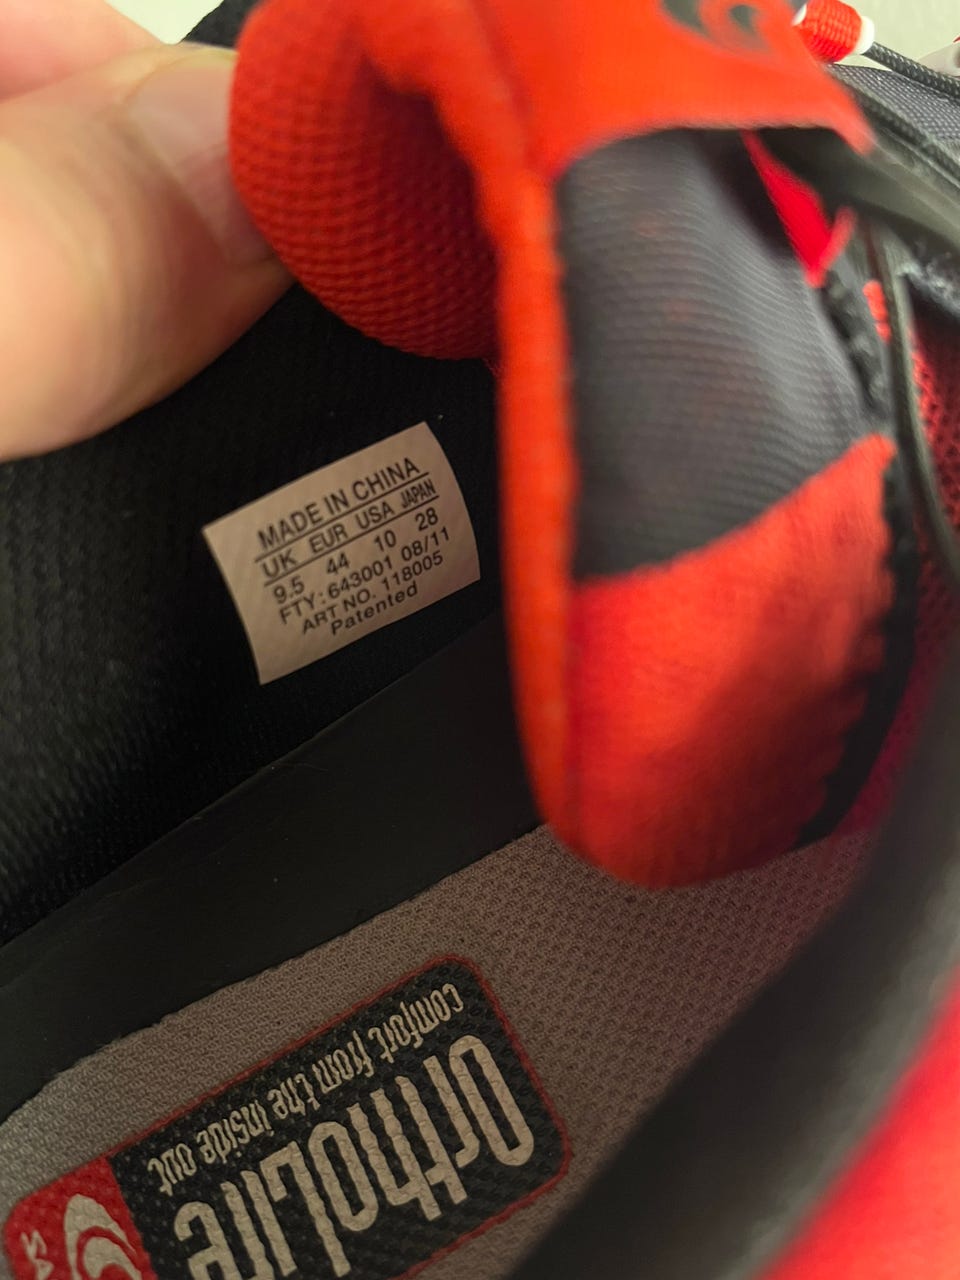 MADE IN CHINA
UK EUR USA JAPAN
9.5 44 10 28
FTY: 643001 08/11
ART NO. 118005
Patented
OrthoLite
comfort from the inside out